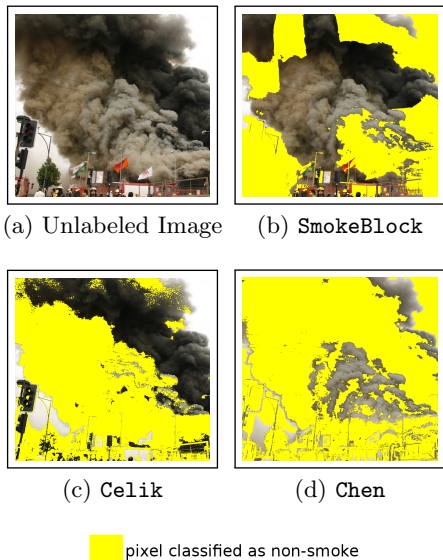 (a) Unlabeled Image
(b) SmokeBlock
(c) Celik
(d) Chen
pixel classified as non-smoke